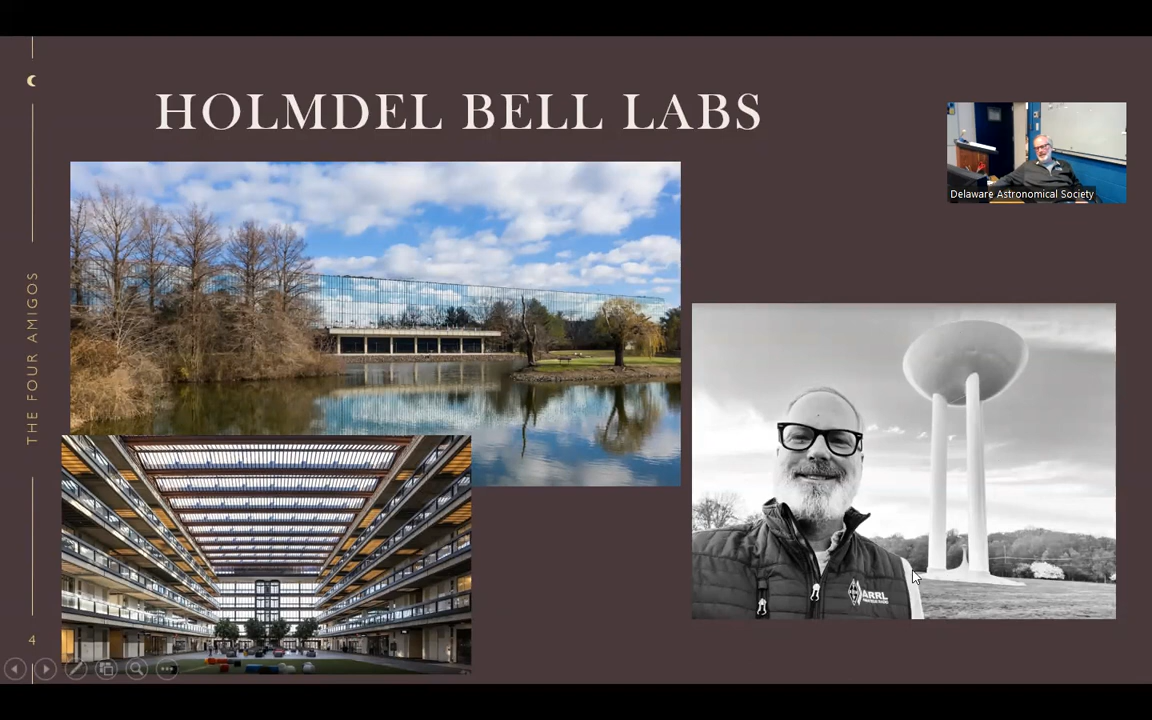 HOLMDEL BELL LABS
Delaware Astronomical Society
THE FOUR AMIGOS
ARRL
4